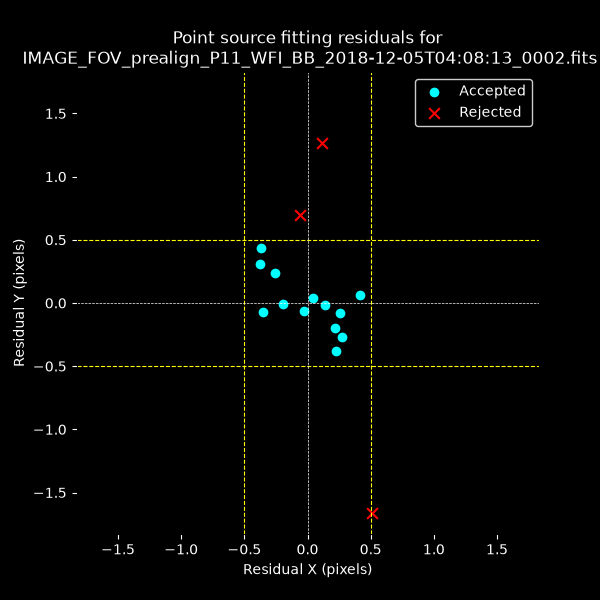 Point source fitting residuals for
IMAGE_FOV_prealign_P11_WFI_BB_2018-12-05T04:08:13_0002.fits
Accepted
Rejected
1.5
1.0
0.5
0.0
−0.5
−1.0
−1.5
Residual Y (pixels)
−1.5 −1.0 −0.5 0.0 0.5 1.0 1.5
Residual X (pixels)